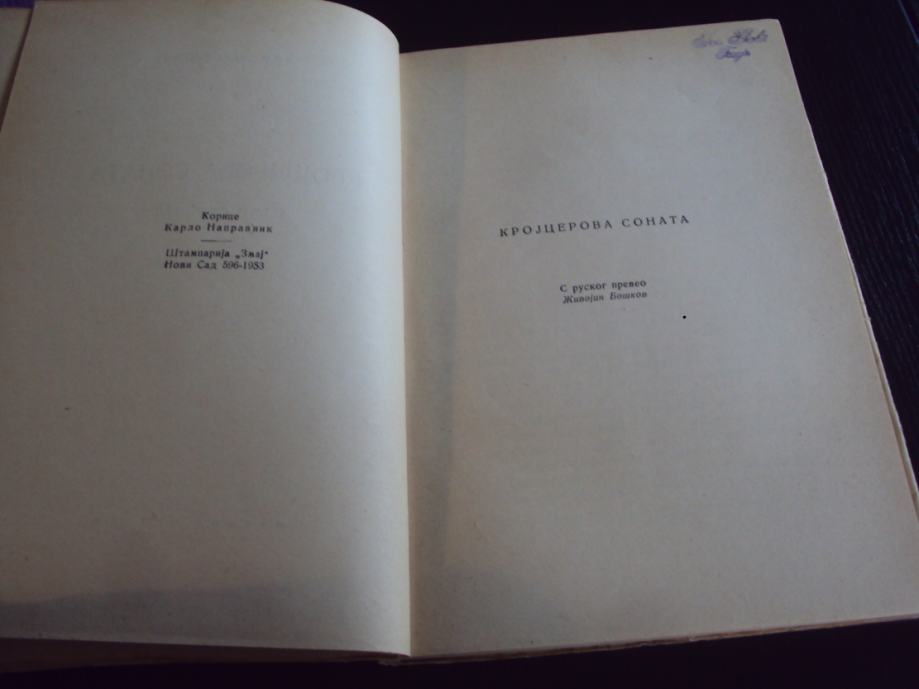 Корице
Карло Направник
Штампарија „Змај“
Нови Сад 596-1953
КРОЈЦЕРОВА СОНАТА
С руског превео
Живојин Бошков